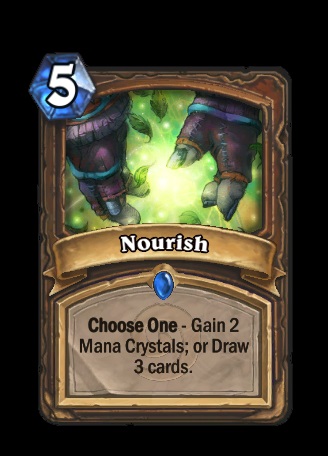 5
Nourish
Choose One - Gain 2
Mana Crystals; or Draw
3 cards.